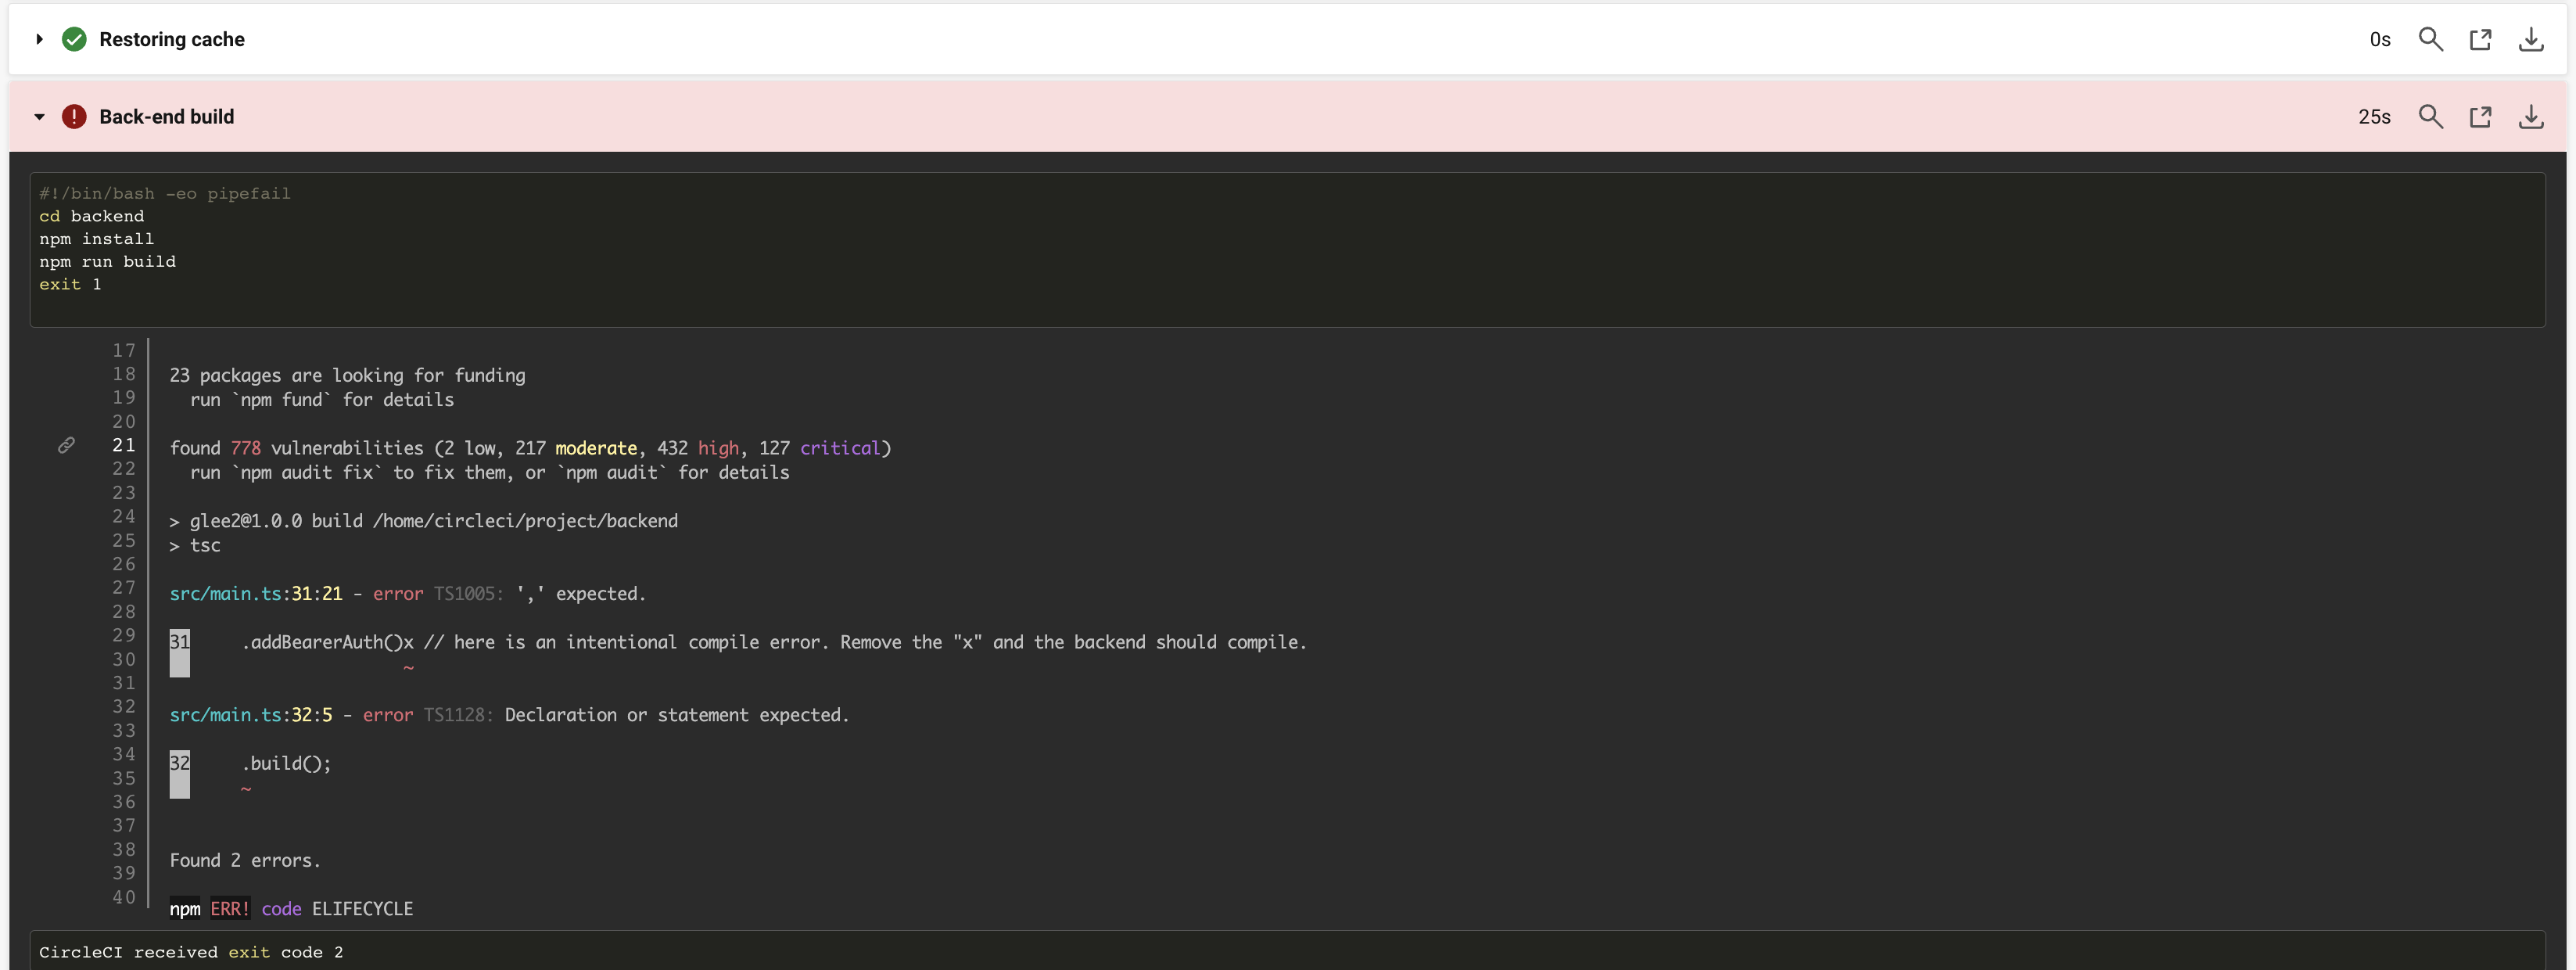 Restoring cache 0s
Back-end build 25s
#!/bin/bash -eo pipefail
cd backend
npm install
npm run build
exit 1
17
18 23 packages are looking for funding
19 run `npm fund` for details
20
21 found 778 vulnerabilities (2 low, 217 moderate, 432 high, 127 critical)
22 run `npm audit fix` to fix them, or `npm audit` for details
23
24 > glee2@1.0.0 build /home/circleci/project/backend
25 > tsc
26
27 src/main.ts:31:21 - error TS1005: ',' expected.
28
29 31 .addBearerAuth()x // here is an intentional compile error. Remove the "x" and the backend should compile.
30 ~
31
32 src/main.ts:32:5 - error TS1128: Declaration or statement expected.
33
34 32 .build();
35 ~
36
37
38 Found 2 errors.
39
40 npm ERR! code ELIFECYCLE
CircleCI received exit code 2